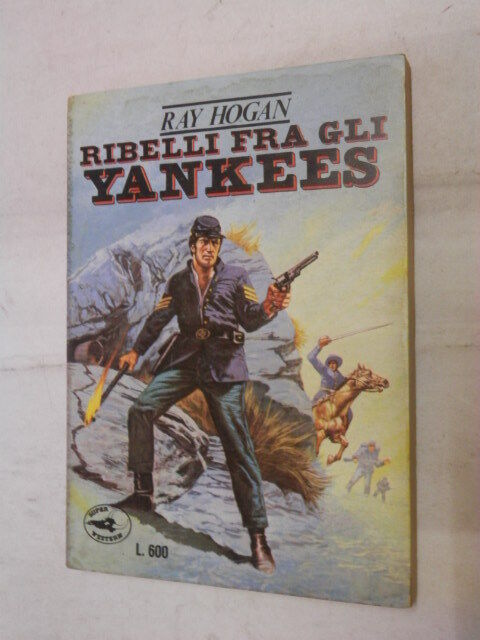 RAY HOGAN
RIBELLI FRA GLI
YANKEES
SUPER
WESTERN
L. 600